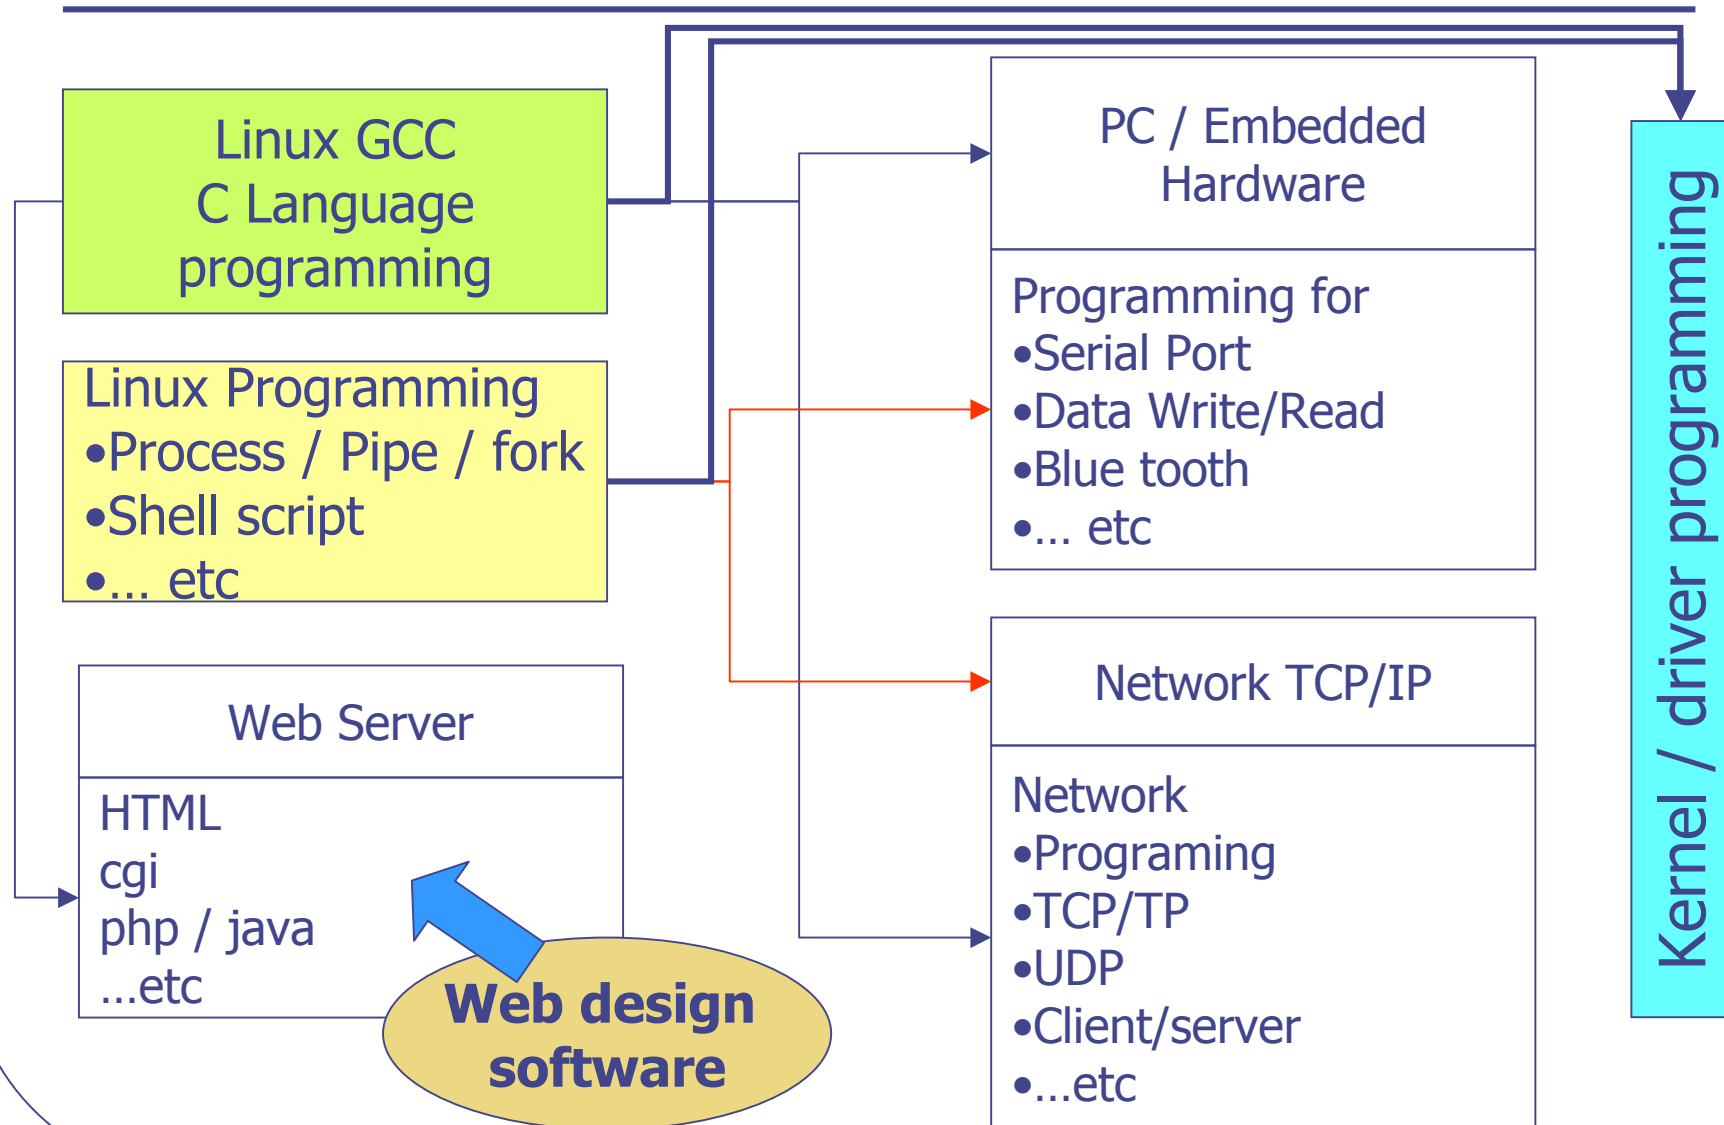 Linux GCC
C Language
programming
Linux Programming
•Process / Pipe / fork
•Shell script
•... etc
Web Server
HTML
cgi
php / java
...etc
Web design
software
PC / Embedded
Hardware
Programming for
•Serial Port
•Data Write/Read
•Blue tooth
•... etc
Network TCP/IP
Network
•Programing
•TCP/TP
•UDP
•Client/server
•...etc
Kernel / driver programming